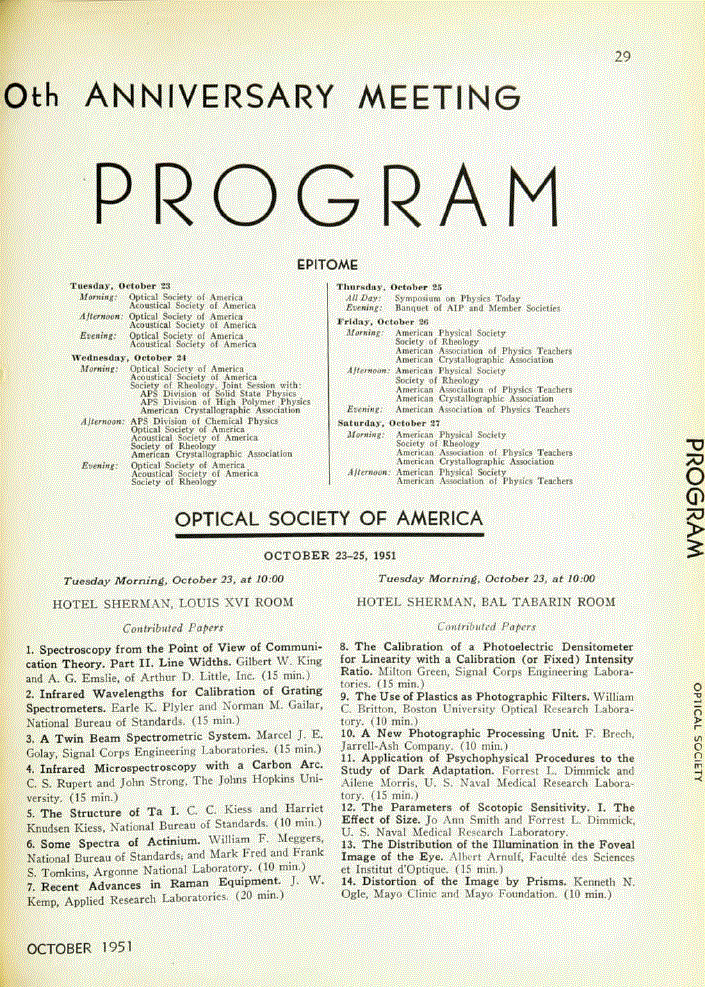 29
0th ANNIVERSARY MEETING
PROGRAM
EPITOME
Tuesday, October 23
Morning: Optical Society of America
Acoustical Society of America
Afternoon: Optical Society of America
Acoustical Society of America
Evening: Optical Society of America
Acoustical Society of America
Wednesday, October 24
Morning: Optical Society of America
Acoustical Society of America
Society of Rheology, Joint Session with:
APS Division of Solid State Physics
APS Division of High Polymer Physics
American Crystallographic Association
Afternoon: APS Division of Chemical Physics
Optical Society of America
Acoustical Society of America
Society of Rheology
American Crystallographic Association
Evening: Optical Society of America
Acoustical Society of America
Society of Rheology
Thursday, October 25
All Day: Symposium on Physics Today
Evening: Banquet of AIP and Member Societies
Friday, October 26
Morning: American Physical Society
Society of Rheology
American Association of Physics Teachers
American Crystallographic Association
Afternoon: American Physical Society
Society of Rheology
American Association of Physics Teachers
American Crystallographic Association
Evening: American Association of Physics Teachers
Saturday, October 27
Morning: American Physical Society
Society of Rheology
American Association of Physics Teachers
American Crystallographic Association
Afternoon: American Physical Society
American Association of Physics Teachers
OPTICAL SOCIETY OF AMERICA
OCTOBER 23–25, 1951
Tuesday Morning, October 23, at 10:00
HOTEL SHERMAN, LOUIS XVI ROOM
Contributed Papers
1. Spectroscopy from the Point of View of Communi-
cation Theory. Part II. Line Widths. Gilbert W. King
and A. G. Emslie, of Arthur D. Little, Inc. (15 min.)
2. Infrared Wavelengths for Calibration of Grating
Spectrometers. Earle K. Plyler and Norman M. Gailar,
National Bureau of Standards. (15 min.)
3. A Twin Beam Spectrometric System. Marcel J. E.
Golay, Signal Corps Engineering Laboratories. (15 min.)
4. Infrared Microspectroscopy with a Carbon Arc.
C. S. Rupert and John Strong, The Johns Hopkins Uni-
versity. (15 min.)
5. The Structure of Ta I. C. C. Kiess and Harriet
Knudsen Kiess, National Bureau of Standards. (10 min.)
6. Some Spectra of Actinium. William F. Meggers,
National Bureau of Standards; and Mark Fred and Frank
S. Tomkins, Argonne National Laboratory. (10 min.)
7. Recent Advances in Raman Equipment. J. W.
Kemp, Applied Research Laboratories. (20 min.)
Tuesday Morning, October 23, at 10:00
HOTEL SHERMAN, BAL TABARIN ROOM
Contributed Papers
8. The Calibration of a Photoelectric Densitometer
for Linearity with a Calibration (or Fixed) Intensity
Ratio. Milton Green, Signal Corps Engineering Labora-
tories. (15 min.)
9. The Use of Plastics as Photographic Filters. William
C. Britton, Boston University Optical Research Labora-
tory. (10 min.)
10. A New Photographic Processing Unit. F. Brech,
Jarrell-Ash Company. (10 min.)
11. Application of Psychophysical Procedures to the
Study of Dark Adaptation. Forrest L. Dimmick and
Ailene Morris, U. S. Naval Medical Research Labora-
tory. (15 min.)
12. The Parameters of Scotopic Sensitivity. I. The
Effect of Size. Jo Ann Smith and Forrest L. Dimmick,
U. S. Naval Medical Research Laboratory.
13. The Distribution of the Illumination in the Foveal
Image of the Eye. Albert Arnulf, Faculté des Sciences
et Institut d'Optique. (15 min.)
14. Distortion of the Image by Prisms. Kenneth N.
Ogle, Mayo Clinic and Mayo Foundation. (10 min.)
PROGRAM
OPTICAL SOCIETY
OCTOBER 1951